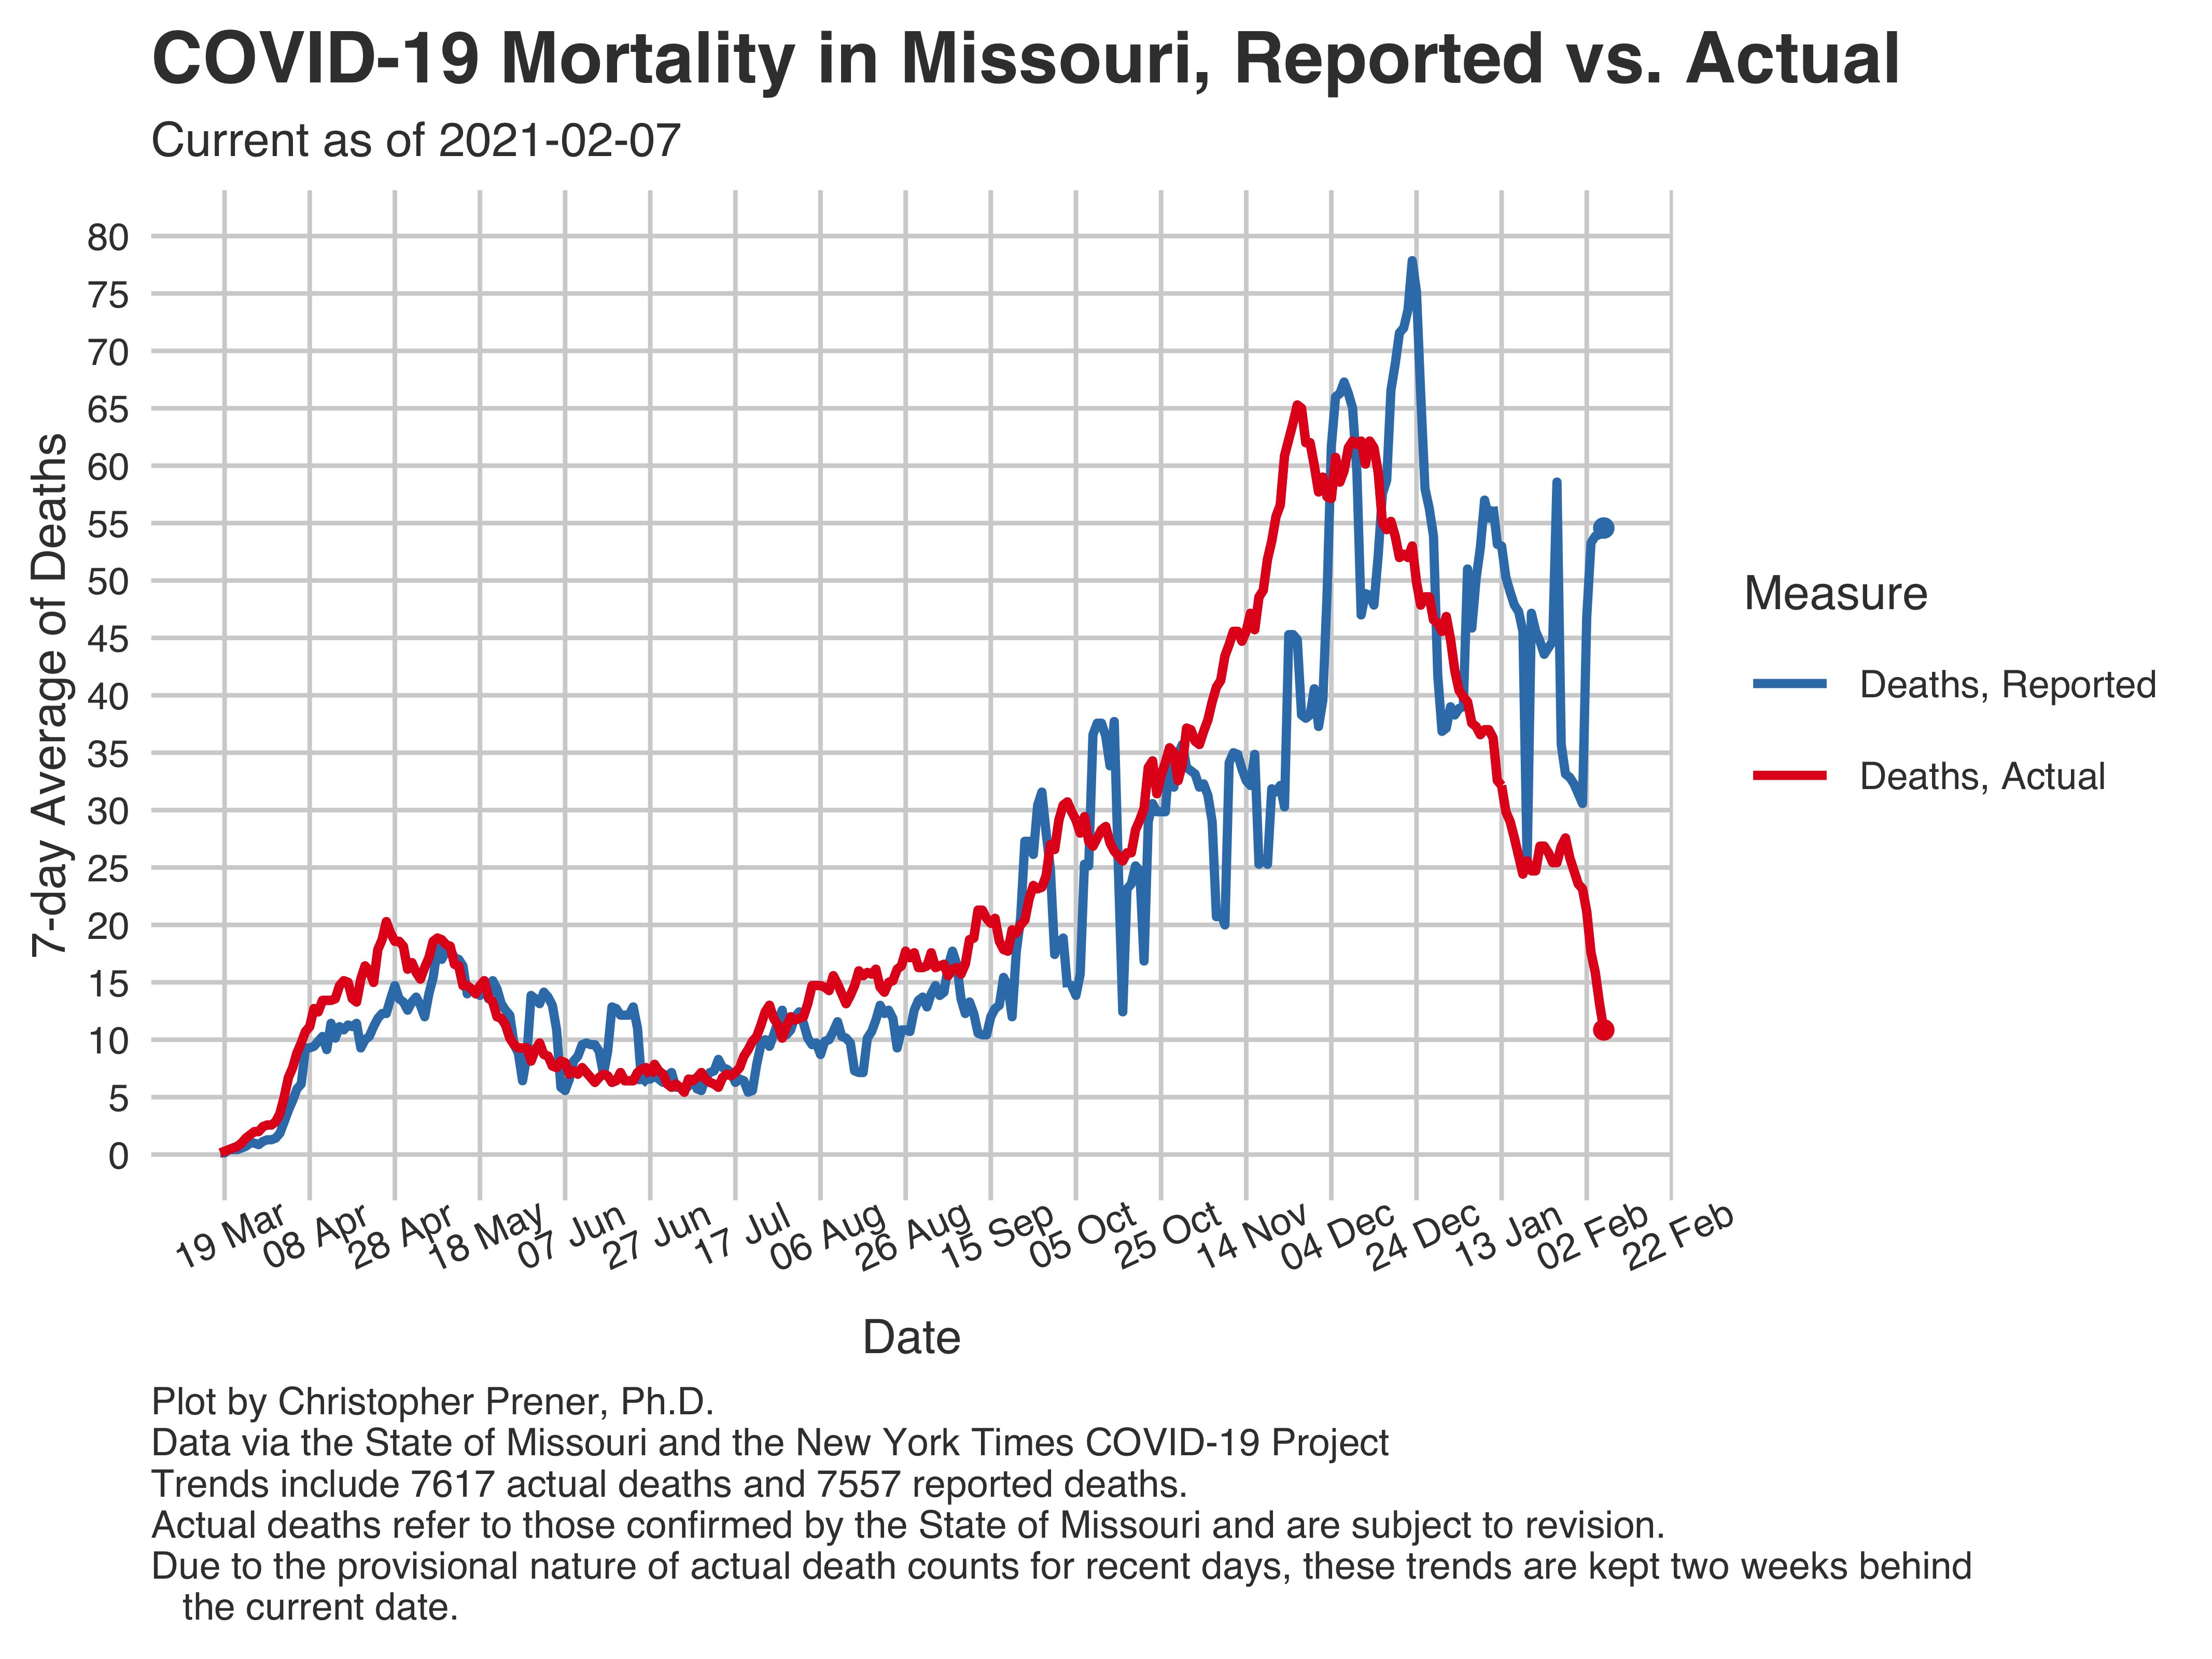 COVID-19 Mortality in Missouri, Reported vs. Actual
Current as of 2021-02-07
80
75
70
65
60
55
50
45
40
35
30
25
20
15
10
5
0
7-day Average of Deaths
19 Mar
08 Apr
28 Apr
18 May
07 Jun
27 Jun
17 Jul
06 Aug
26 Aug
15 Sep
05 Oct
25 Oct
14 Nov
04 Dec
24 Dec
13 Jan
02 Feb
22 Feb
Date
Measure
Deaths, Reported
Deaths, Actual
Plot by Christopher Prener, Ph.D.
Data via the State of Missouri and the New York Times COVID-19 Project
Trends include 7617 actual deaths and 7557 reported deaths.
Actual deaths refer to those confirmed by the State of Missouri and are subject to revision.
Due to the provisional nature of actual death counts for recent days, these trends are kept two weeks behind
the current date.